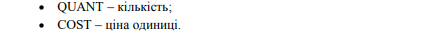 • QUANT – кількість;
• COST – ціна одиниці.